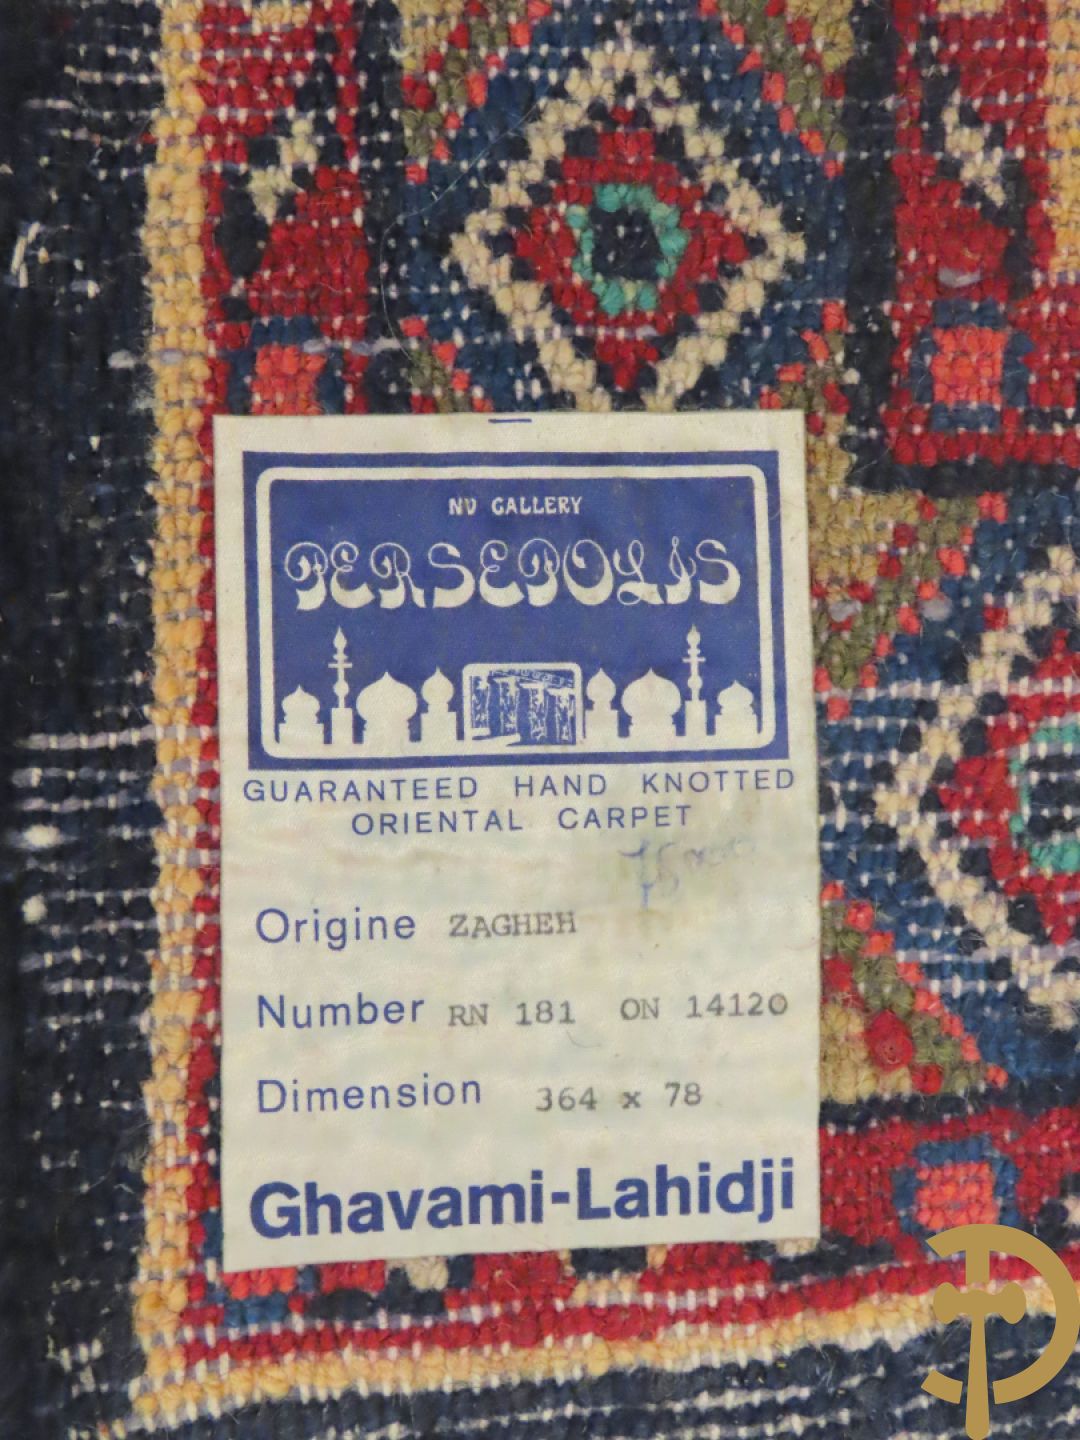 NV GALLERY
PERSEPOLIS
GUARANTEED HAND KNOTTED
ORIENTAL CARPET
Origine ZAGHEH
Number RN 181 ON 14120
Dimension 364 x 78
Ghavami-Lahidji